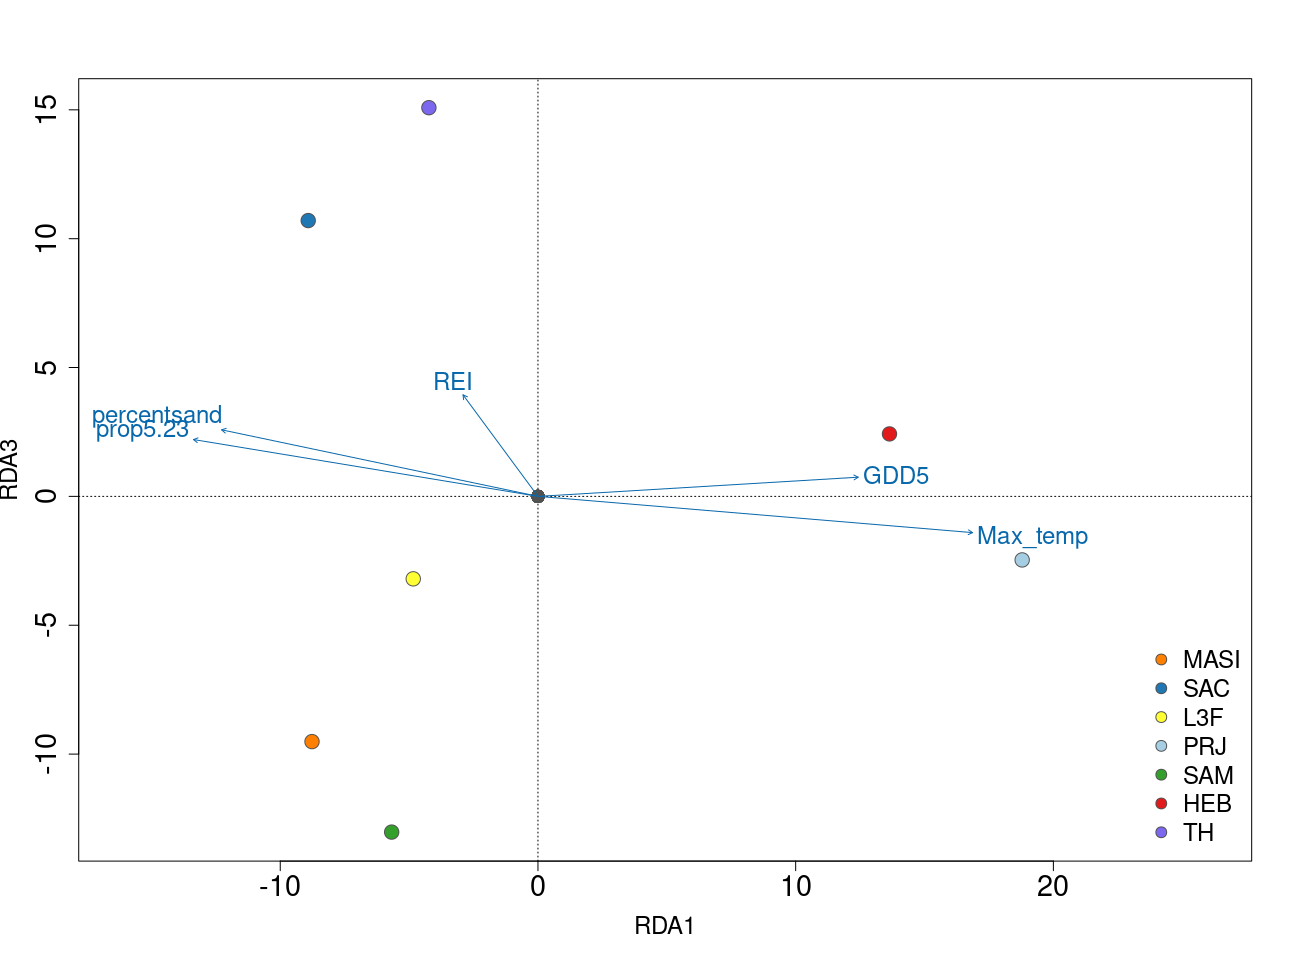 15
10
5
0
-5
-10
RDA3
REI
percentsand
prop5.23
GDD5
Max_temp
MASI
SAC
L3F
PRJ
SAM
HEB
TH
-10 0 10 20
RDA1